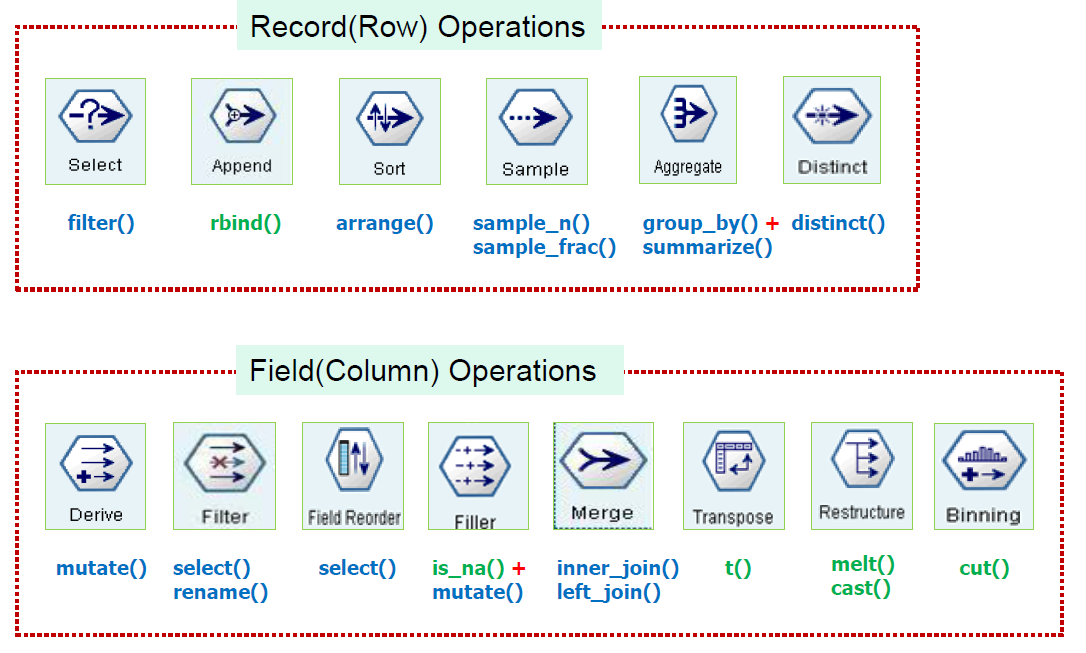 Record(Row) Operations
Select
Append
Sort
Sample
Aggregate
Distinct
filter()
rbind()
arrange()
sample_n()
sample_frac()
group_by() +
summarize()
distinct()
Field(Column) Operations
Derive
Filter
Field Reorder
Filler
Merge
Transpose
Restructure
Binning
mutate()
select()
rename()
select()
is_na() +
mutate()
inner_join()
left_join()
t()
melt()
cast()
cut()